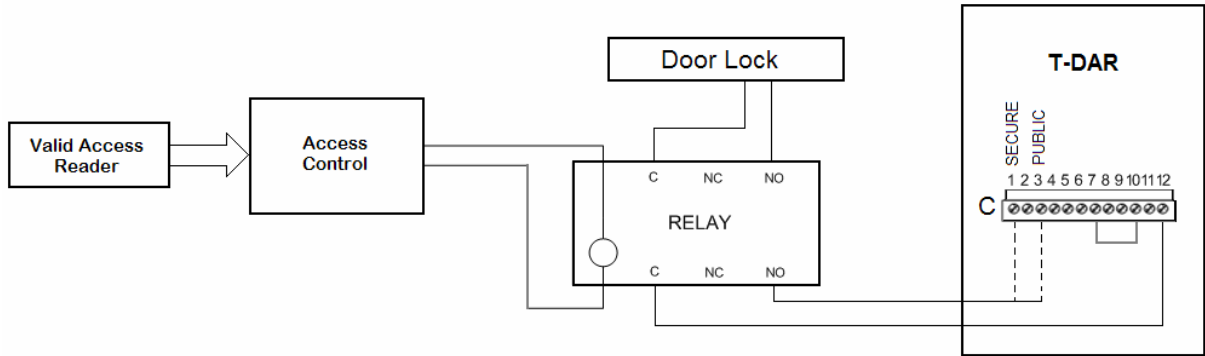 Door Lock
T-DAR
SECURE
PUBLIC
Valid Access
Reader
Access
Control
C NC NO
1 2 3 4 5 6 7 8 9 10 11 12
C
RELAY
C NC NO